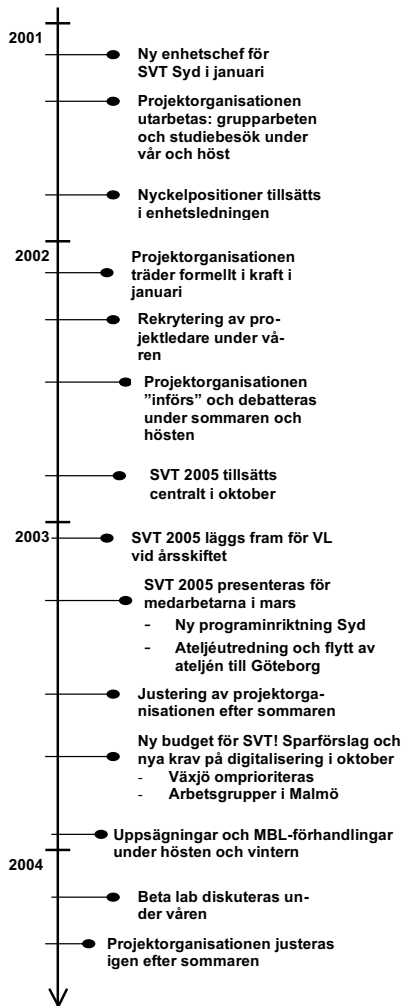 2001
Ny enhetschef för
SVT Syd i januari
Projektorganisationen
utarbetas: grupparbeten
och studiebesök under
vår och höst
Nyckelpositioner tillsätts
i enhetsledningen
2002
Projektorganisationen
träder formellt i kraft i
januari
Rekrytering av pro-
jektledare under vå-
ren
Projektorganisationen
”införs” och debatteras
under sommaren och
hösten
SVT 2005 tillsätts
centralt i oktober
2003
SVT 2005 läggs fram för VL
vid årsskiftet
SVT 2005 presenteras för
medarbetarna i mars
- Ny programinriktning Syd
- Ateljéutredning och flytt av
ateljén till Göteborg
Justering av projektorga-
nisationen efter sommaren
Ny budget för SVT! Sparförslag och
nya krav på digitalisering i oktober
- Växjö omprioriteras
- Arbetsgrupper i Malmö
Uppsägningar och MBL-förhandlingar
under hösten och vintern
2004
Beta lab diskuteras un-
der våren
Projektorganisationen justeras
igen efter sommaren